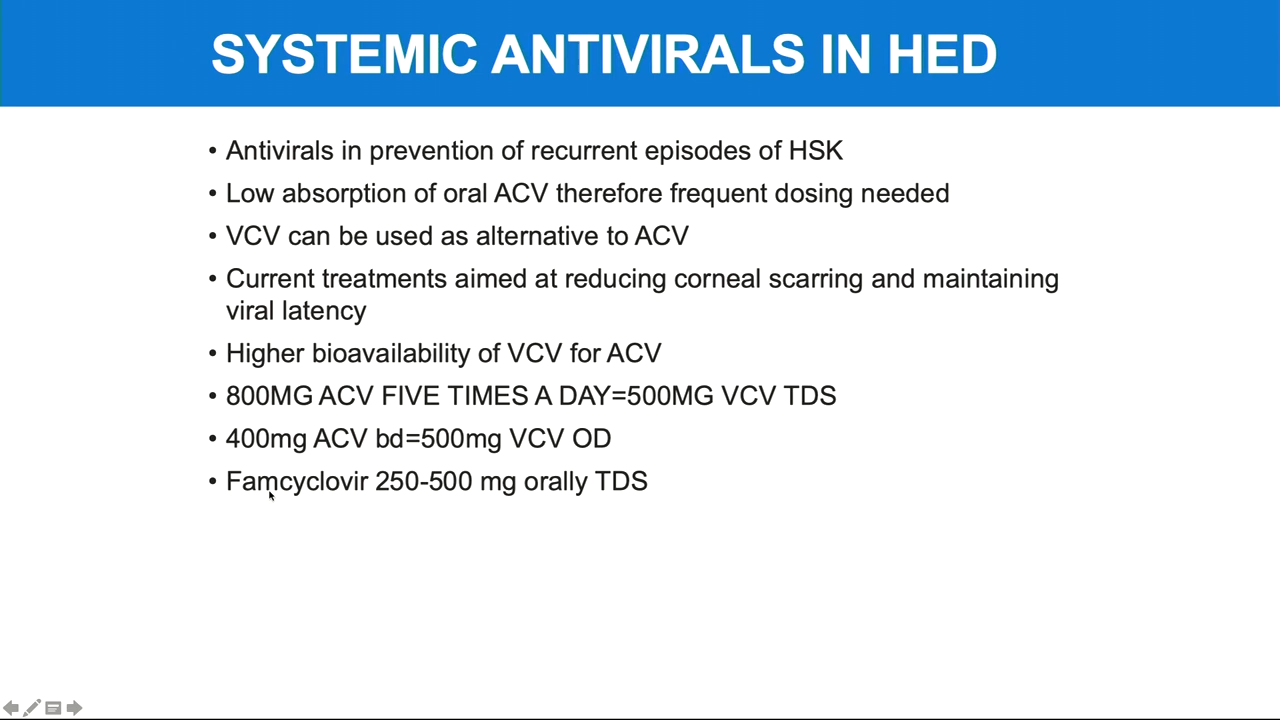 SYSTEMIC ANTIVIRALS IN HED
• Antivirals in prevention of recurrent episodes of HSK
• Low absorption of oral ACV therefore frequent dosing needed
• VCV can be used as alternative to ACV
• Current treatments aimed at reducing corneal scarring and maintaining
viral latency
• Higher bioavailability of VCV for ACV
• 800MG ACV FIVE TIMES A DAY=500MG VCV TDS
• 400mg ACV bd=500mg VCV OD
• Famcyclovir 250-500 mg orally TDS